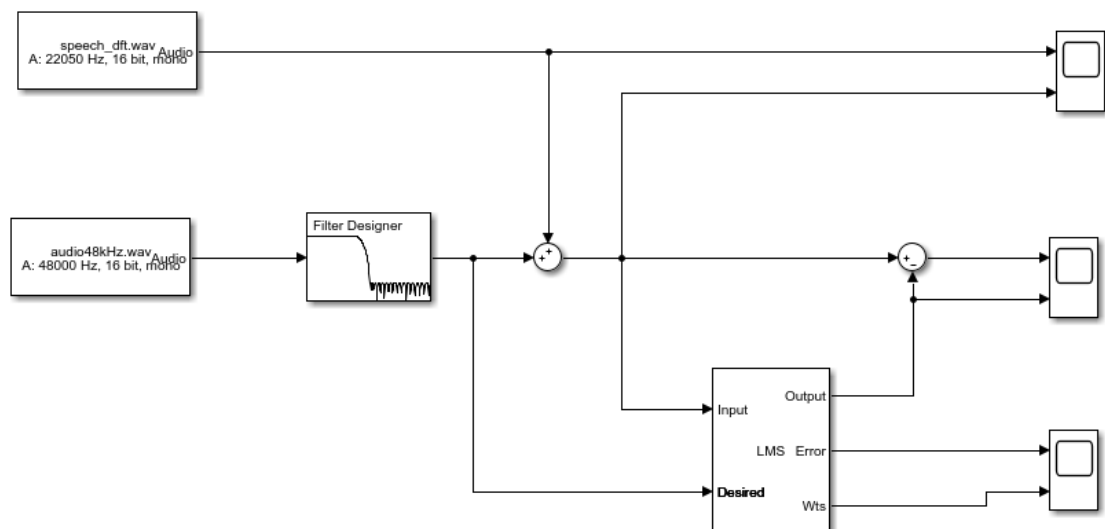 speech_dft.wav
Audio
A: 22050 Hz, 16 bit, mono
Filter Designer
audio48kHz.wav
Audio
A: 48000 Hz, 16 bit, mono
+
+
+
−
Output
Input
LMS
Error
Desired
Wts